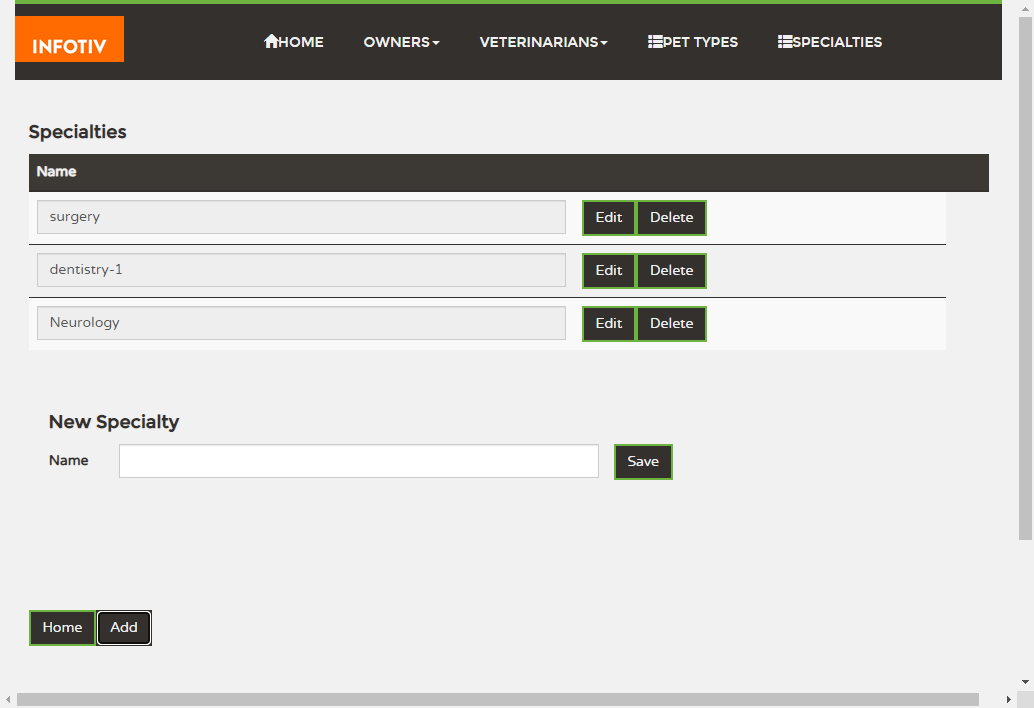 INFOTIV HOME OWNERS VETERINARIANS PET TYPES SPECIALTIES
Specialties
Name
surgery Edit Delete
dentistry-1 Edit Delete
Neurology Edit Delete
New Specialty
Name Save
Home Add